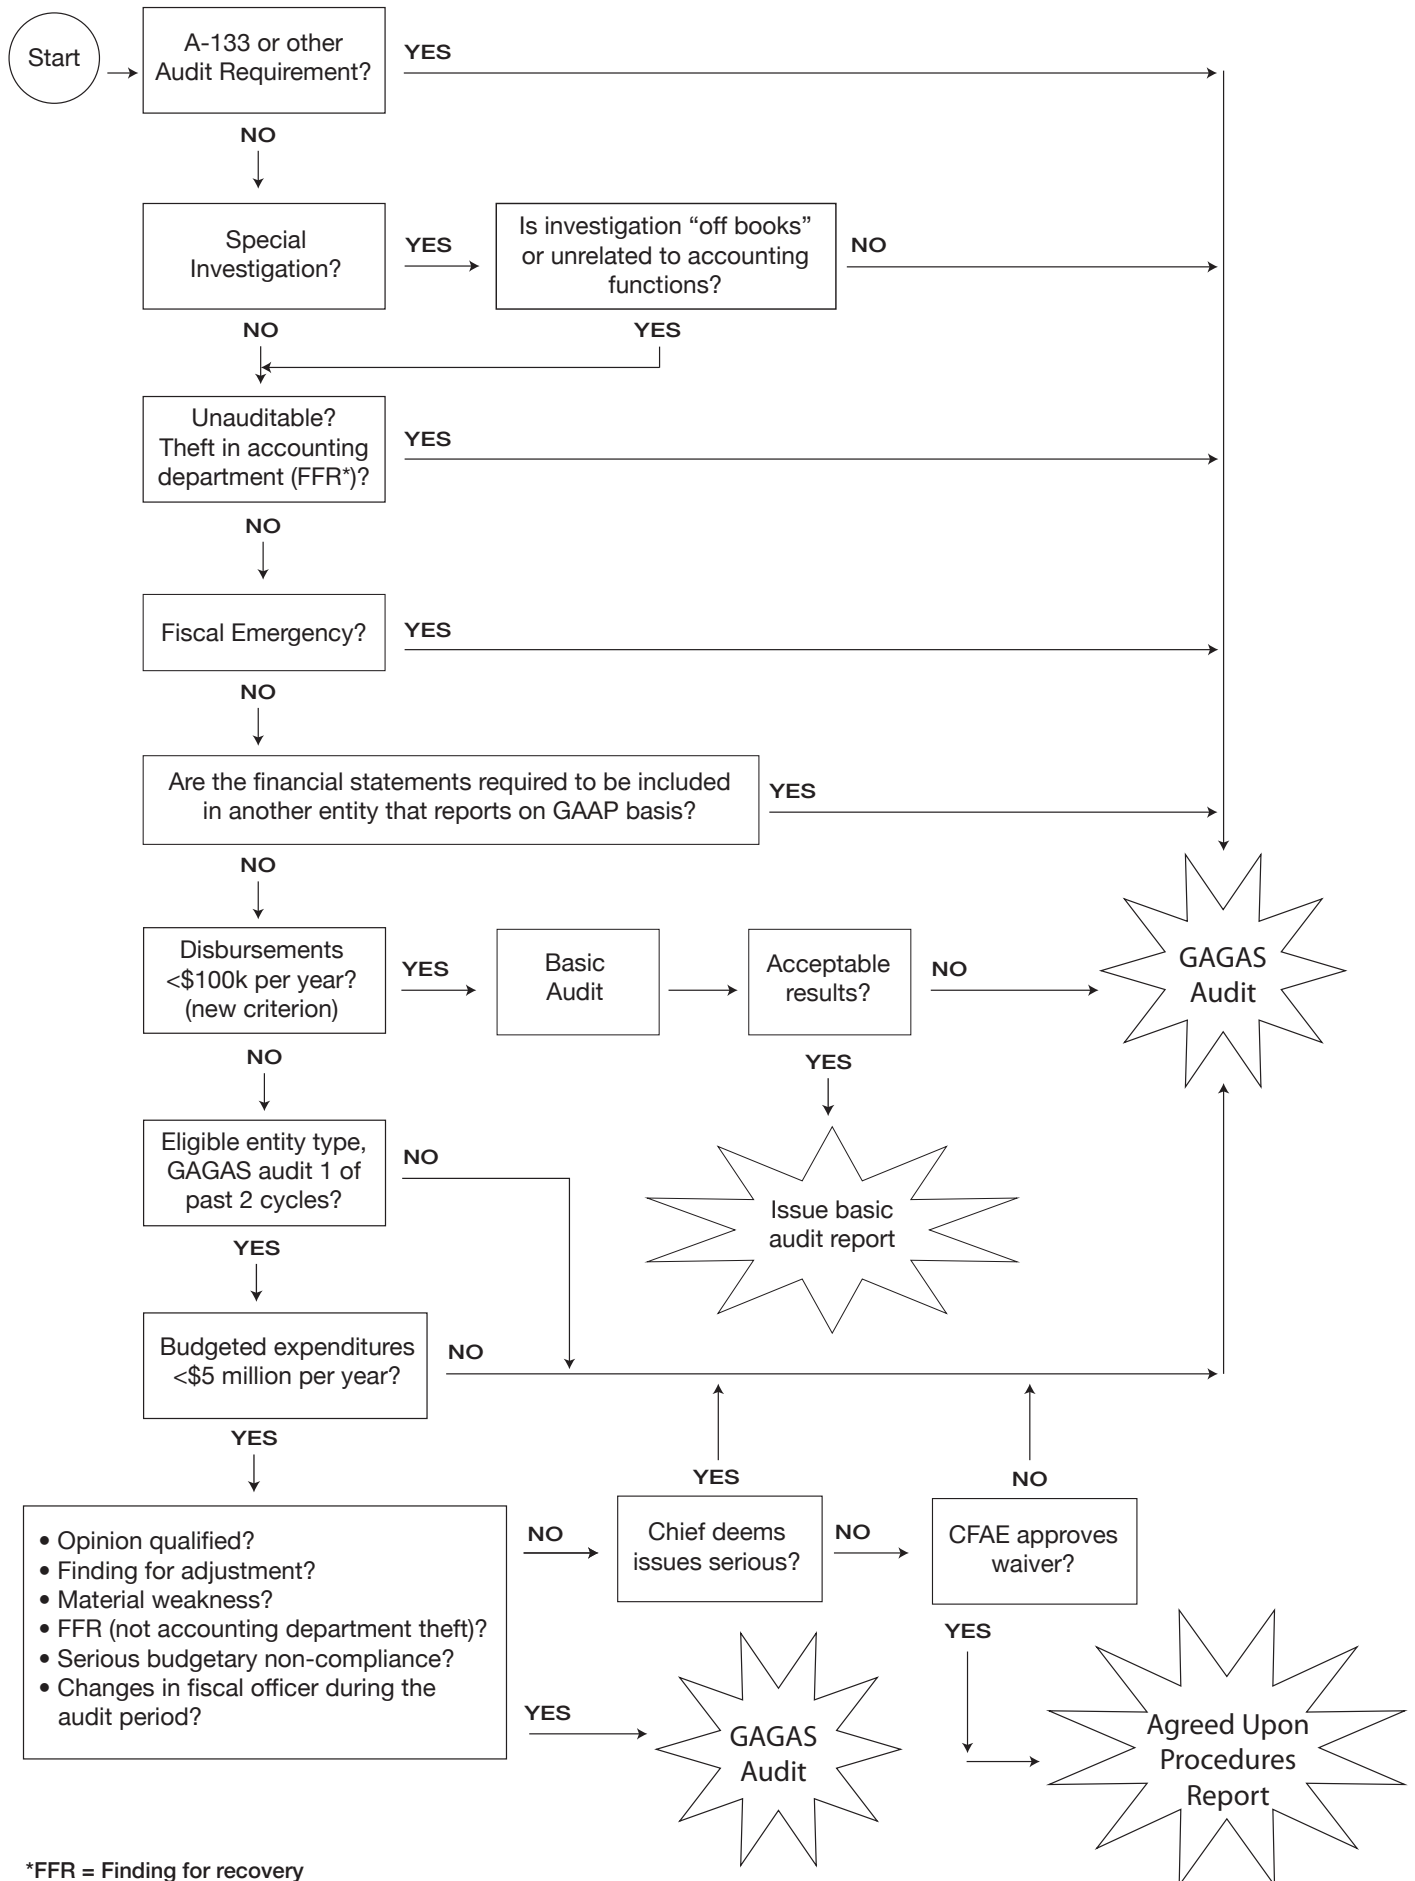 Start
A-133 or other
Audit Requirement?
YES
NO
Special
Investigation?
YES
Is investigation “off books”
or unrelated to accounting
functions?
NO
NO
YES
Unauditable?
Theft in accounting
department (FFR*)?
YES
NO
Fiscal Emergency?
YES
NO
Are the financial statements required to be included
in another entity that reports on GAAP basis?
YES
NO
Disbursements
<$100k per year?
(new criterion)
YES
Basic
Audit
Acceptable
results?
NO
GAGAS
Audit
NO
YES
Eligible entity type,
GAGAS audit 1 of
past 2 cycles?
NO
Issue basic
audit report
YES
Budgeted expenditures
<$5 million per year?
NO
YES
YES
NO
• Opinion qualified?
• Finding for adjustment?
• Material weakness?
• FFR (not accounting department theft)?
• Serious budgetary non-compliance?
• Changes in fiscal officer during the
audit period?
NO
Chief deems
issues serious?
NO
CFAE approves
waiver?
YES
YES
GAGAS
Audit
Agreed Upon
Procedures
Report
*FFR = Finding for recovery